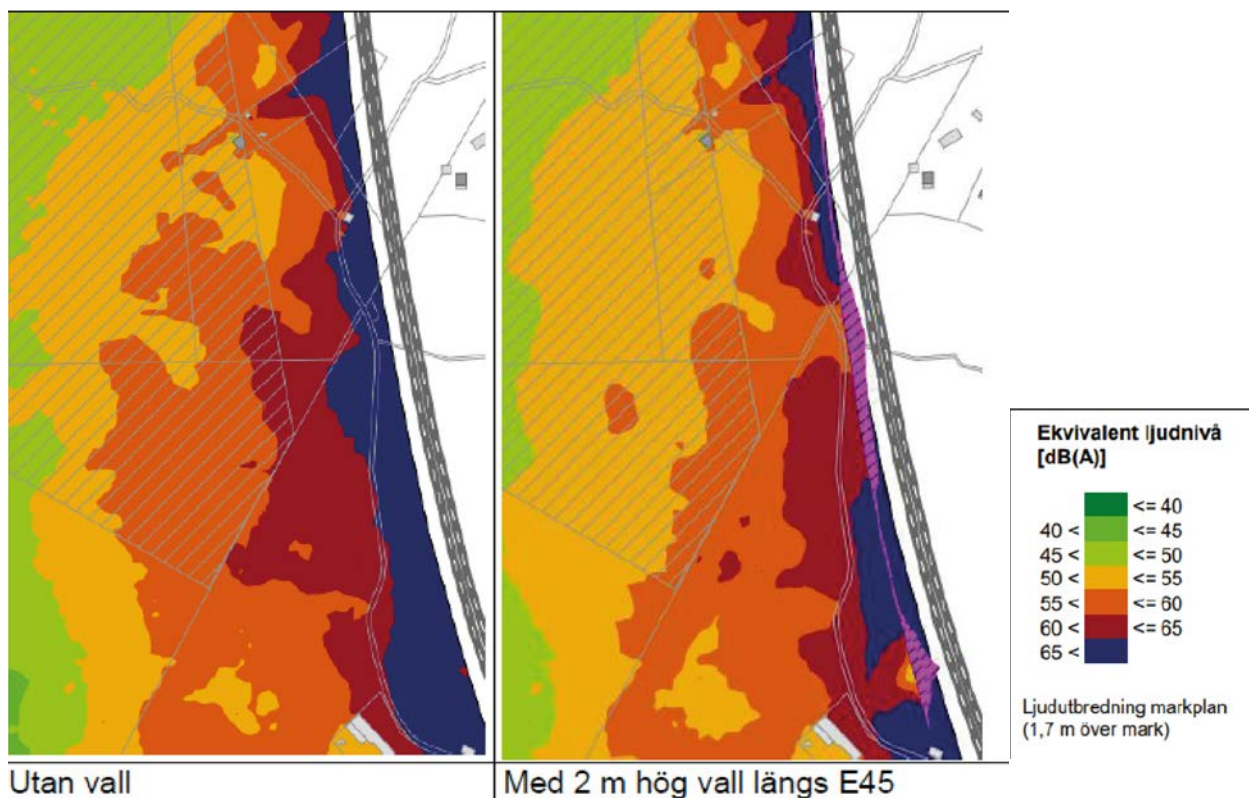 Utan vall
Med 2 m hög vall längs E45
Ekvivalent ljudnivå
[dB(A)]
<= 40
40 < <= 45
45 < <= 50
50 < <= 55
55 < <= 60
60 < <= 65
65 <
Ljudutbredning markplan
(1,7 m över mark)